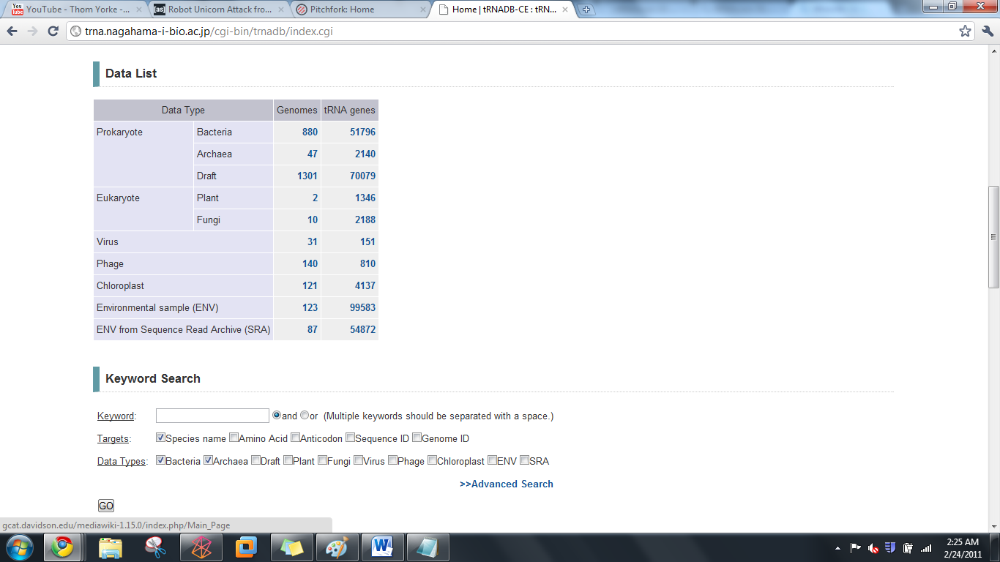 YouTube - Thom Yorke -...
Robot Unicorn Attack fro...
Pitchfork: Home
Home | tRNADB-CE : tRN...
trna.nagahama-i-bio.ac.jp/cgi-bin/trnadb/index.cgi
Data List
Data Type Genomes tRNA genes
Prokaryote Bacteria 880 51796
Archaea 47 2140
Draft 1301 70079
Eukaryote Plant 2 1346
Fungi 10 2188
Virus 31 151
Phage 140 810
Chloroplast 121 4137
Environmental sample (ENV) 123 99583
ENV from Sequence Read Archive (SRA) 87 54872
Keyword Search
Keyword: and or (Multiple keywords should be separated with a space.)
Targets: Species name Amino Acid Anticodon Sequence ID Genome ID
Data Types: Bacteria Archaea Draft Plant Fungi Virus Phage Chloroplast ENV SRA
>>Advanced Search
GO
gcat.davidson.edu/mediawiki-1.15.0/index.php/Main_Page
2:25 AM
2/24/2011